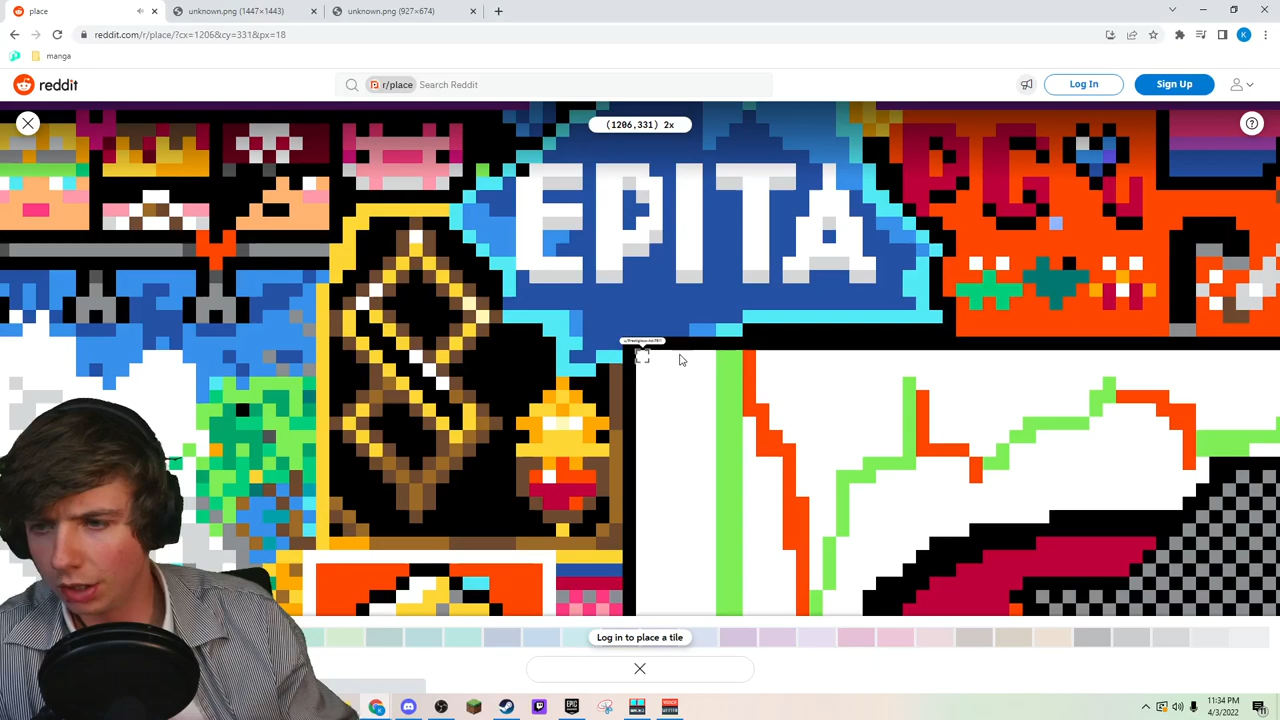 place
unknown.png (1447×1443)
unknown.png (927×674)
reddit.com/r/place/?cx=1206&cy=331&px=18
K
manga
reddit
r/place
Search Reddit
Log In
Sign Up
(1206,331) 2x
EPITA
PCM
Log in to place a tile
11:34 PM
4/3/2022